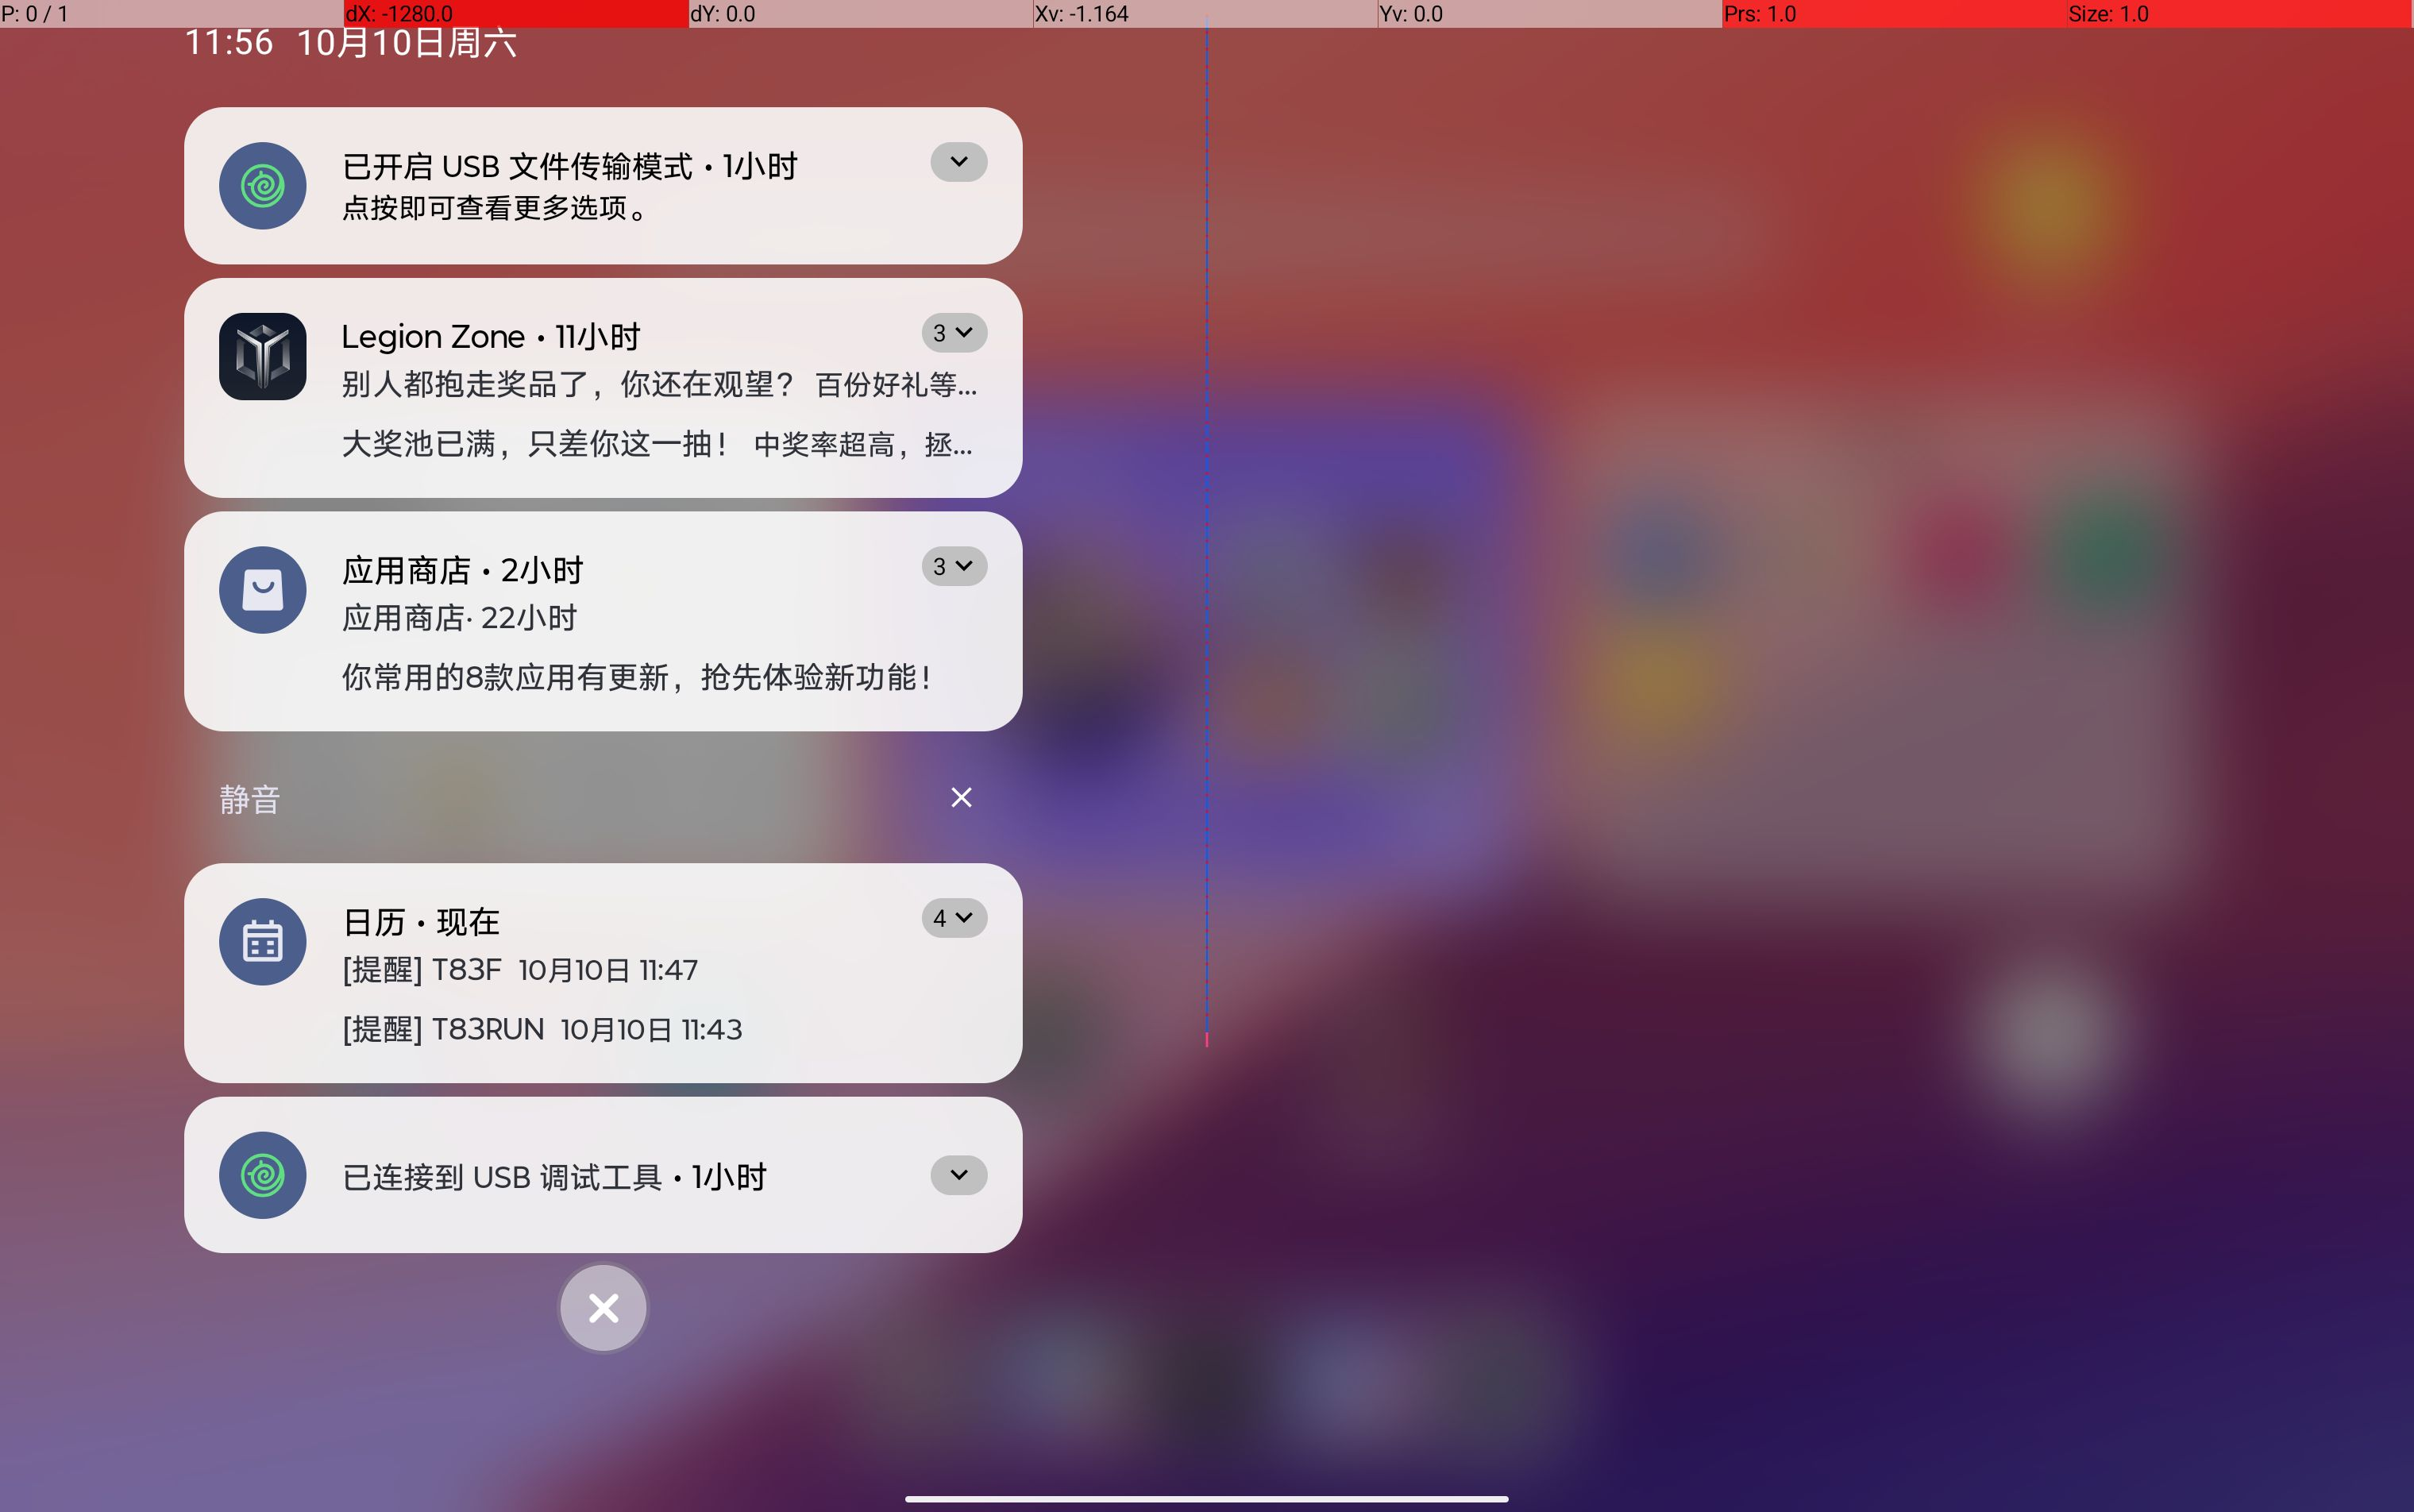 P: 0 / 1 dX: -1280.0 dY: 0.0 Xv: -1.164 Yv: 0.0 Prs: 1.0 Size: 1.0
11:56 10月10日周六
已开启 USB 文件传输模式 • 1小时
点按即可查看更多选项。
Legion Zone • 11小时 3
别人都抱走奖品了，你还在观望？ 百份好礼等...
大奖池已满，只差你这一抽！ 中奖率超高，拯...
应用商店 • 2小时 3
应用商店· 22小时
你常用的8款应用有更新，抢先体验新功能！
静音
日历 • 现在 4
[提醒] T83F 10月10日 11:47
[提醒] T83RUN 10月10日 11:43
已连接到 USB 调试工具 • 1小时